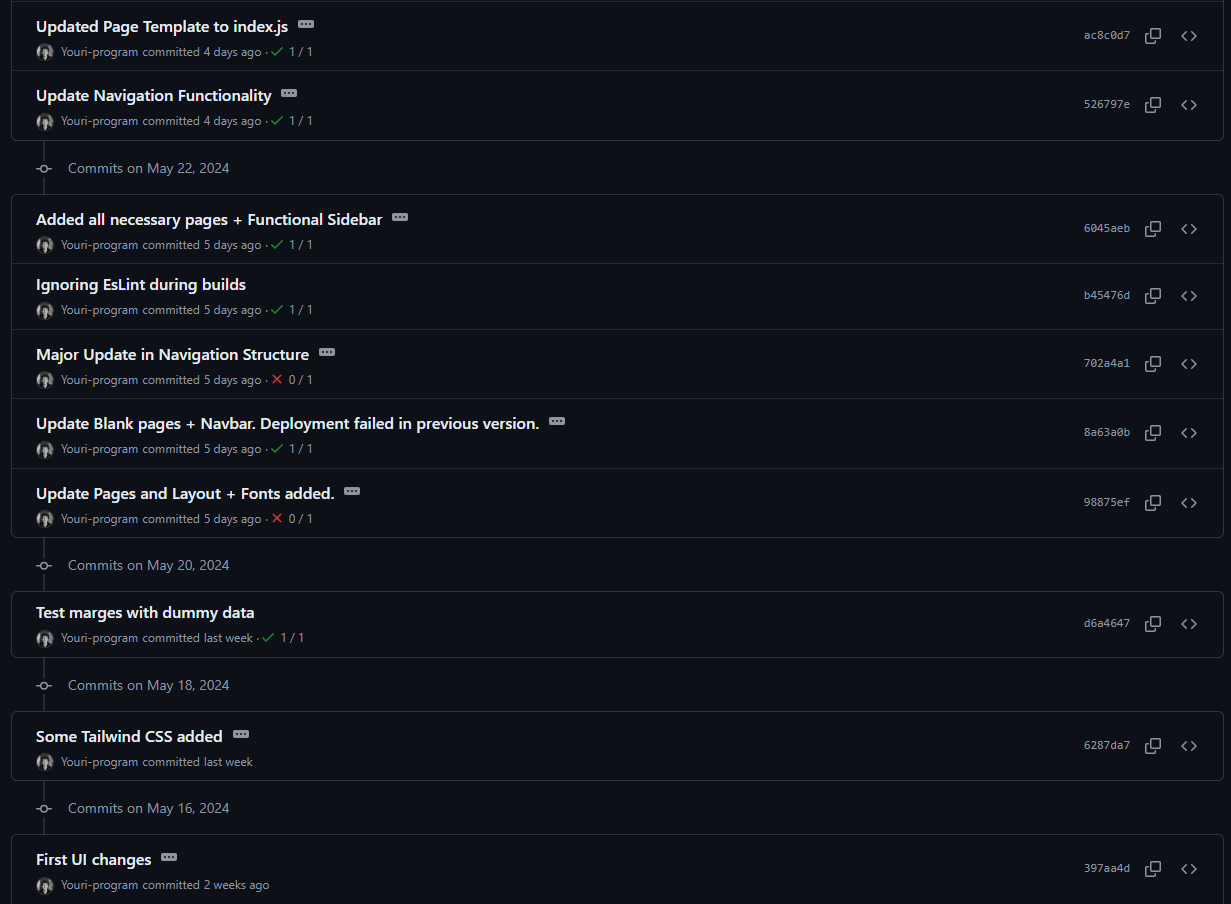 Updated Page Template to index.js
ac8c0d7
Youri-program committed 4 days ago · 1 / 1
Update Navigation Functionality
526797e
Youri-program committed 4 days ago · 1 / 1
Commits on May 22, 2024
Added all necessary pages + Functional Sidebar
6045aeb
Youri-program committed 5 days ago · 1 / 1
Ignoring EsLint during builds
b45476d
Youri-program committed 5 days ago · 1 / 1
Major Update in Navigation Structure
702a4a1
Youri-program committed 5 days ago · 0 / 1
Update Blank pages + Navbar. Deployment failed in previous version.
8a63a0b
Youri-program committed 5 days ago · 1 / 1
Update Pages and Layout + Fonts added.
98875ef
Youri-program committed 5 days ago · 0 / 1
Commits on May 20, 2024
Test marges with dummy data
d6a4647
Youri-program committed last week · 1 / 1
Commits on May 18, 2024
Some Tailwind CSS added
6287da7
Youri-program committed last week
Commits on May 16, 2024
First UI changes
397aa4d
Youri-program committed 2 weeks ago